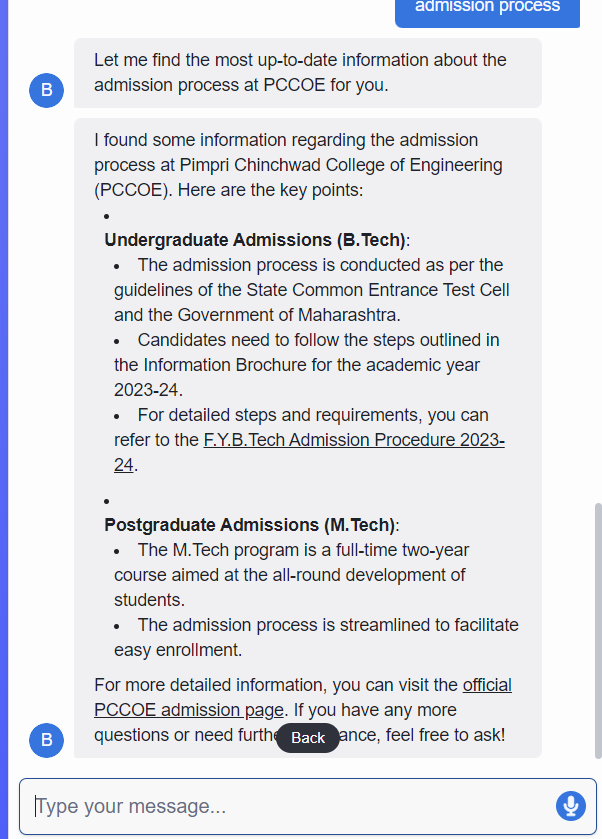 admission process
Let me find the most up-to-date information about the
admission process at PCCOE for you.
B
I found some information regarding the admission
process at Pimpri Chinchwad College of Engineering
(PCCOE). Here are the key points:
•
Undergraduate Admissions (B.Tech):
• The admission process is conducted as per the
guidelines of the State Common Entrance Test Cell
and the Government of Maharashtra.
• Candidates need to follow the steps outlined in
the Information Brochure for the academic year
2023-24.
• For detailed steps and requirements, you can
refer to the F.Y.B.Tech Admission Procedure 2023-
24.
•
Postgraduate Admissions (M.Tech):
• The M.Tech program is a full-time two-year
course aimed at the all-round development of
students.
• The admission process is streamlined to facilitate
easy enrollment.
For more detailed information, you can visit the official
PCCOE admission page. If you have any more
questions or need feel free to ask!
Back
B
Type your message...